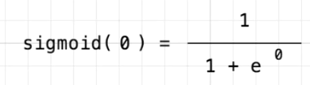 sigmoid( 0 ) = 1 / 1 + e^0